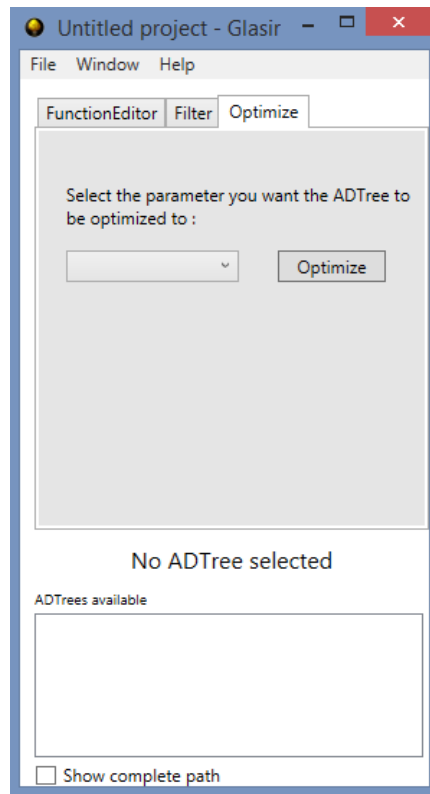 Untitled project - Glasir
File Window Help
FunctionEditor Filter Optimize
Select the parameter you want the ADTree to
be optimized to :
Optimize
No ADTree selected
ADTrees available
Show complete path